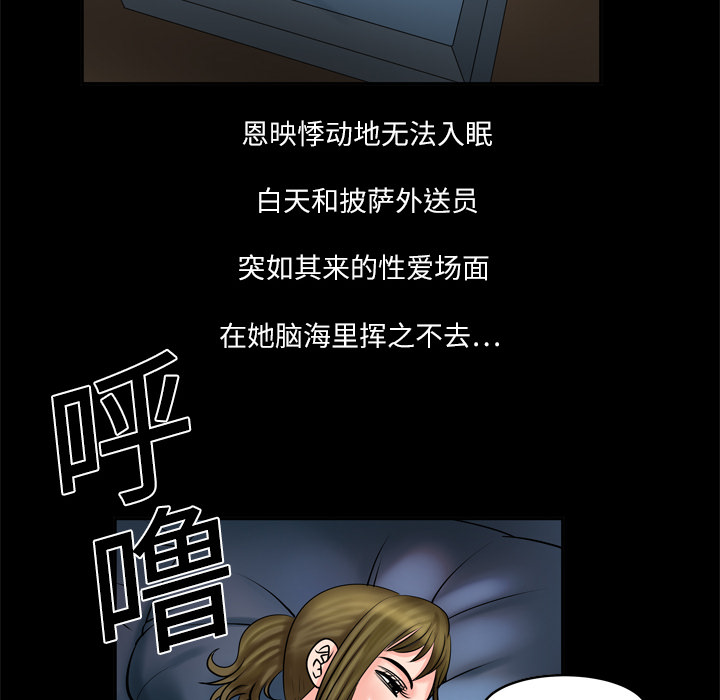 恩映悸动地无法入眠
白天和披萨外送员
突如其来的性爱场面
在她脑海里挥之不去...
呼
噜